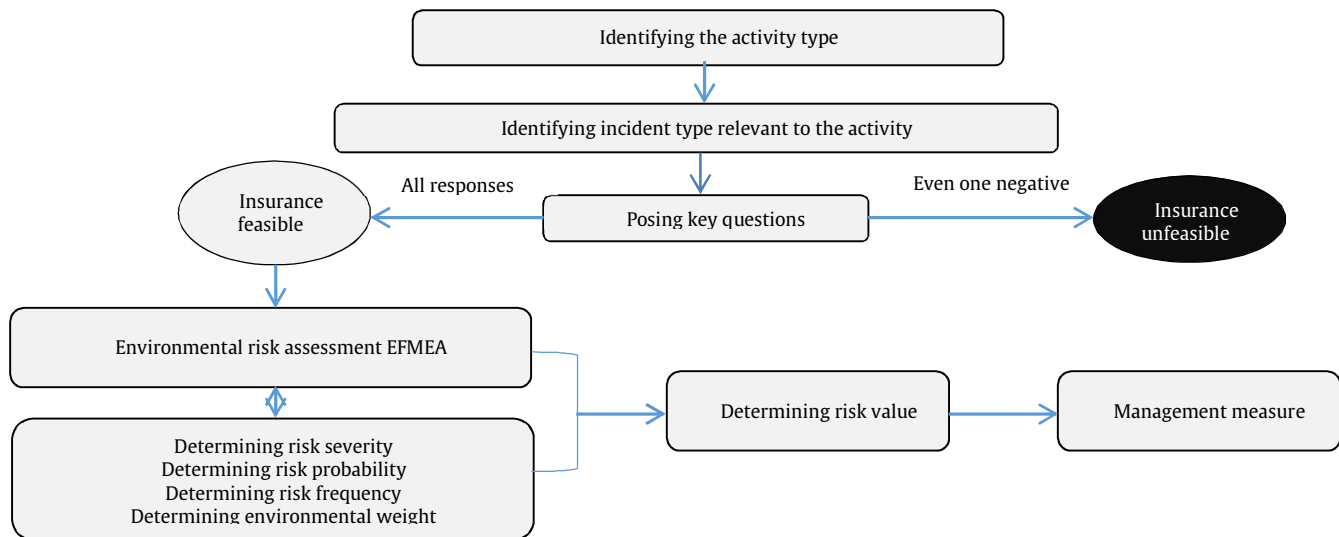 Identifying the activity type
Identifying incident type relevant to the activity
All responses
Even one negative
Insurance
feasible
Posing key questions
Insurance
unfeasible
Environmental risk assessment EFMEA
Determining risk value
Management measure
Determining risk severity
Determining risk probability
Determining risk frequency
Determining environmental weight